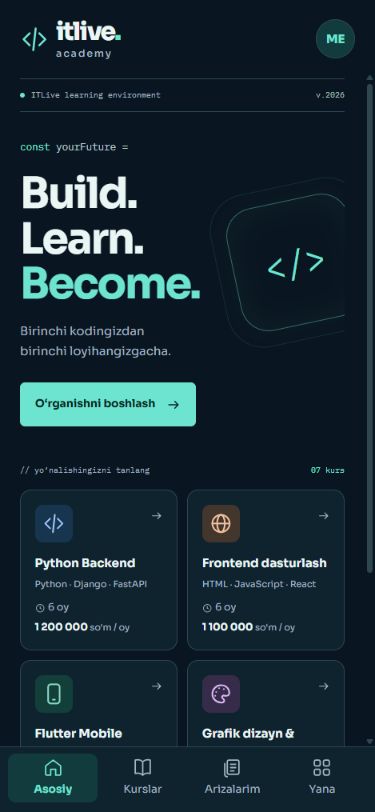 </> itlive.
academy
ME
ITLive learning environment v.2026
const yourFuture =
Build.
Learn.
Become.
</>
Birinchi kodingizdan
birinchi loyihangizgacha.
O‘rganishni boshlash →
// yo‘nalishingizni tanlang 07 kurs
</>
Python Backend
Python · Django · FastAPI
6 oy
1 200 000 so‘m / oy
Frontend dasturlash
HTML · JavaScript · React
6 oy
1 100 000 so‘m / oy
Flutter Mobile
Grafik dizayn &
Asosiy
Kurslar
Arizalarim
Yana